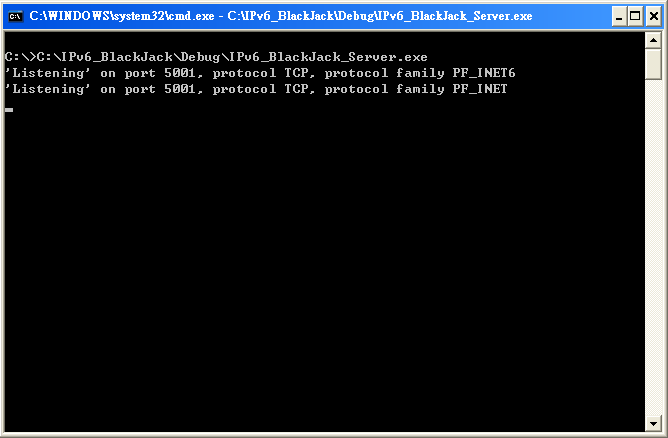 C:\WINDOWS\system32\cmd.exe - C:\IPv6_BlackJack\Debug\IPv6_BlackJack_Server.exe
C:\>C:\IPv6_BlackJack\Debug\IPv6_BlackJack_Server.exe
'Listening' on port 5001, protocol TCP, protocol family PF_INET6
'Listening' on port 5001, protocol TCP, protocol family PF_INET